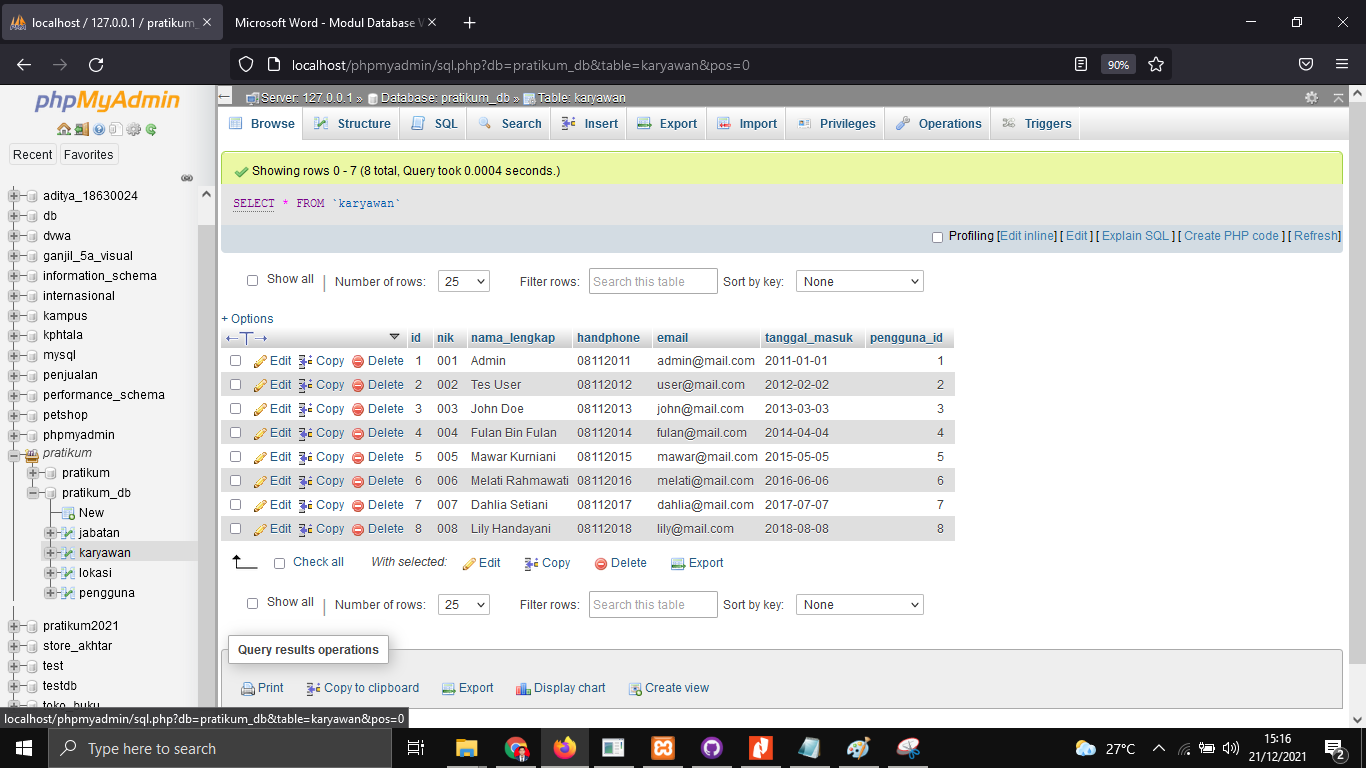 localhost / 127.0.0.1 / pratikum_
Microsoft Word - Modul Database
localhost/phpmyadmin/sql.php?db=pratikum_db&table=karyawan&pos=0
90%
phpMyAdmin
Recent Favorites
aditya_18630024
db
dvwa
ganjil_5a_visual
information_schema
internasional
kampus
kphtala
mysql
penjualan
performance_schema
petshop
phpmyadmin
pratikum
pratikum
pratikum_db
New
jabatan
karyawan
lokasi
pengguna
pratikum2021
store_akhtar
test
testdb
toko_buku
Server: 127.0.0.1 » Database: pratikum_db » Table: karyawan
Browse Structure SQL Search Insert Export Import Privileges Operations Triggers
Showing rows 0 - 7 (8 total, Query took 0.0004 seconds.)
SELECT * FROM `karyawan`
Profiling [Edit inline] [ Edit ] [ Explain SQL ] [ Create PHP code ] [ Refresh]
Show all | Number of rows: 25 Filter rows: Search this table Sort by key: None
+ Options
←T→ id nik nama_lengkap handphone email tanggal_masuk pengguna_id
Edit Copy Delete 1 001 Admin 08112011 admin@mail.com 2011-01-01 1
Edit Copy Delete 2 002 Tes User 08112012 user@mail.com 2012-02-02 2
Edit Copy Delete 3 003 John Doe 08112013 john@mail.com 2013-03-03 3
Edit Copy Delete 4 004 Fulan Bin Fulan 08112014 fulan@mail.com 2014-04-04 4
Edit Copy Delete 5 005 Mawar Kurniani 08112015 mawar@mail.com 2015-05-05 5
Edit Copy Delete 6 006 Melati Rahmawati 08112016 melati@mail.com 2016-06-06 6
Edit Copy Delete 7 007 Dahlia Setiani 08112017 dahlia@mail.com 2017-07-07 7
Edit Copy Delete 8 008 Lily Handayani 08112018 lily@mail.com 2018-08-08 8
Check all With selected: Edit Copy Delete Export
Show all | Number of rows: 25 Filter rows: Search this table Sort by key: None
Query results operations
Print Copy to clipboard Export Display chart Create view
localhost/phpmyadmin/sql.php?db=pratikum_db&table=karyawan&pos=0
Type here to search
27°C
15:16
21/12/2021
2